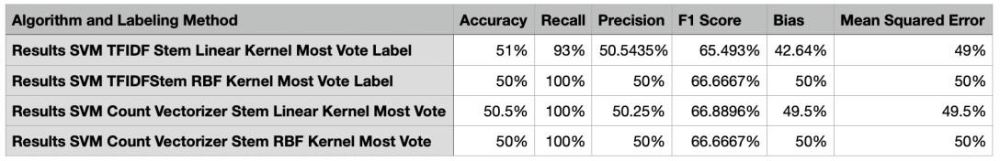 Algorithm and Labeling Method Accuracy Recall Precision F1 Score Bias Mean Squared Error
Results SVM TFIDF Stem Linear Kernel Most Vote Label 51% 93% 50.5435% 65.493% 42.64% 49%
Results SVM TFIDFStem RBF Kernel Most Vote Label 50% 100% 50% 66.6667% 50% 50%
Results SVM Count Vectorizer Stem Linear Kernel Most Vote 50.5% 100% 50.25% 66.8896% 49.5% 49.5%
Results SVM Count Vectorizer Stem RBF Kernel Most Vote 50% 100% 50% 66.6667% 50% 50%